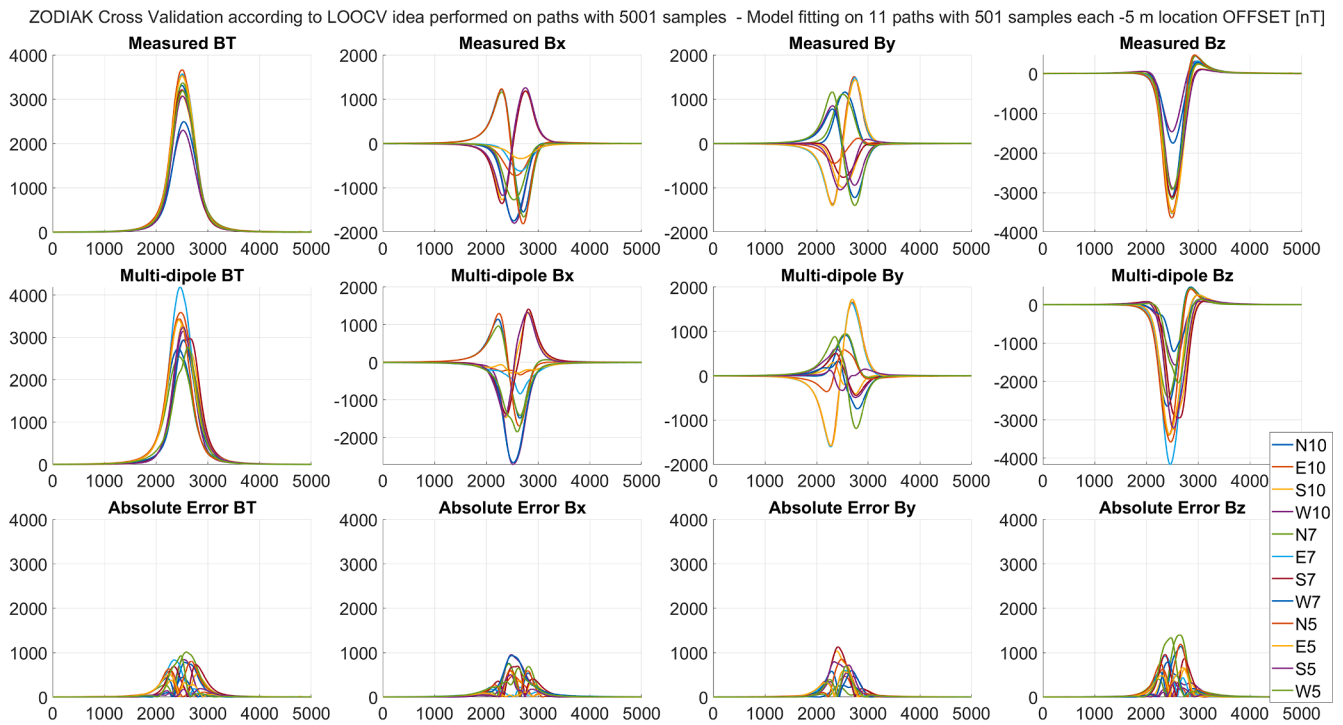 ZODIAK Cross Validation according to LOOCV idea performed on paths with 5001 samples  - Model fitting on 11 paths with 501 samples each -5 m location OFFSET [nT]
Measured BT
4000
3000
2000
1000
0
0 1000 2000 3000 4000 5000
Measured Bx
2000
1000
0
-1000
-2000
0 1000 2000 3000 4000 5000
Measured By
2000
1000
0
-1000
-2000
0 1000 2000 3000 4000 5000
Measured Bz
0
-1000
-2000
-3000
-4000
0 1000 2000 3000 4000 5000
Multi-dipole BT
4000
3000
2000
1000
0
0 1000 2000 3000 4000 5000
Multi-dipole Bx
2000
1000
0
-1000
-2000
0 1000 2000 3000 4000 5000
Multi-dipole By
2000
1000
0
-1000
-2000
0 1000 2000 3000 4000 5000
Multi-dipole Bz
0
-1000
-2000
-3000
-4000
0 1000 2000 3000 4000
Absolute Error BT
4000
3000
2000
1000
0
0 1000 2000 3000 4000 5000
Absolute Error Bx
4000
3000
2000
1000
0
0 1000 2000 3000 4000 5000
Absolute Error By
4000
3000
2000
1000
0
0 1000 2000 3000 4000 5000
Absolute Error Bz
4000
3000
2000
1000
0
0 1000 2000 3000 4000 5000
N10
E10
S10
W10
N7
E7
S7
W7
N5
E5
S5
W5